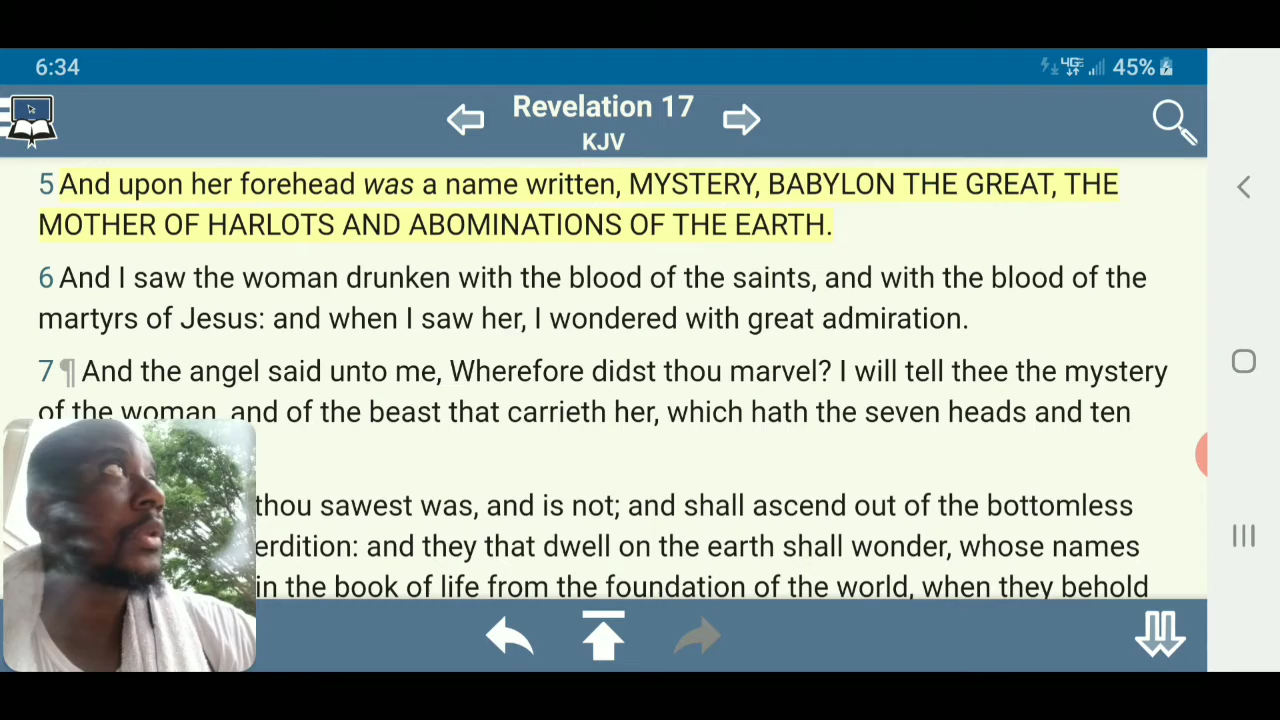 6:34
4G 45%
Revelation 17
KJV
5 And upon her forehead was a name written, MYSTERY, BABYLON THE GREAT, THE
MOTHER OF HARLOTS AND ABOMINATIONS OF THE EARTH.
6 And I saw the woman drunken with the blood of the saints, and with the blood of the
martyrs of Jesus: and when I saw her, I wondered with great admiration.
7 ¶ And the angel said unto me, Wherefore didst thou marvel? I will tell thee the mystery
of the woman, and of the beast that carrieth her, which hath the seven heads and ten
thou sawest was, and is not; and shall ascend out of the bottomless
erdition: and they that dwell on the earth shall wonder, whose names
in the book of life from the foundation of the world, when they behold